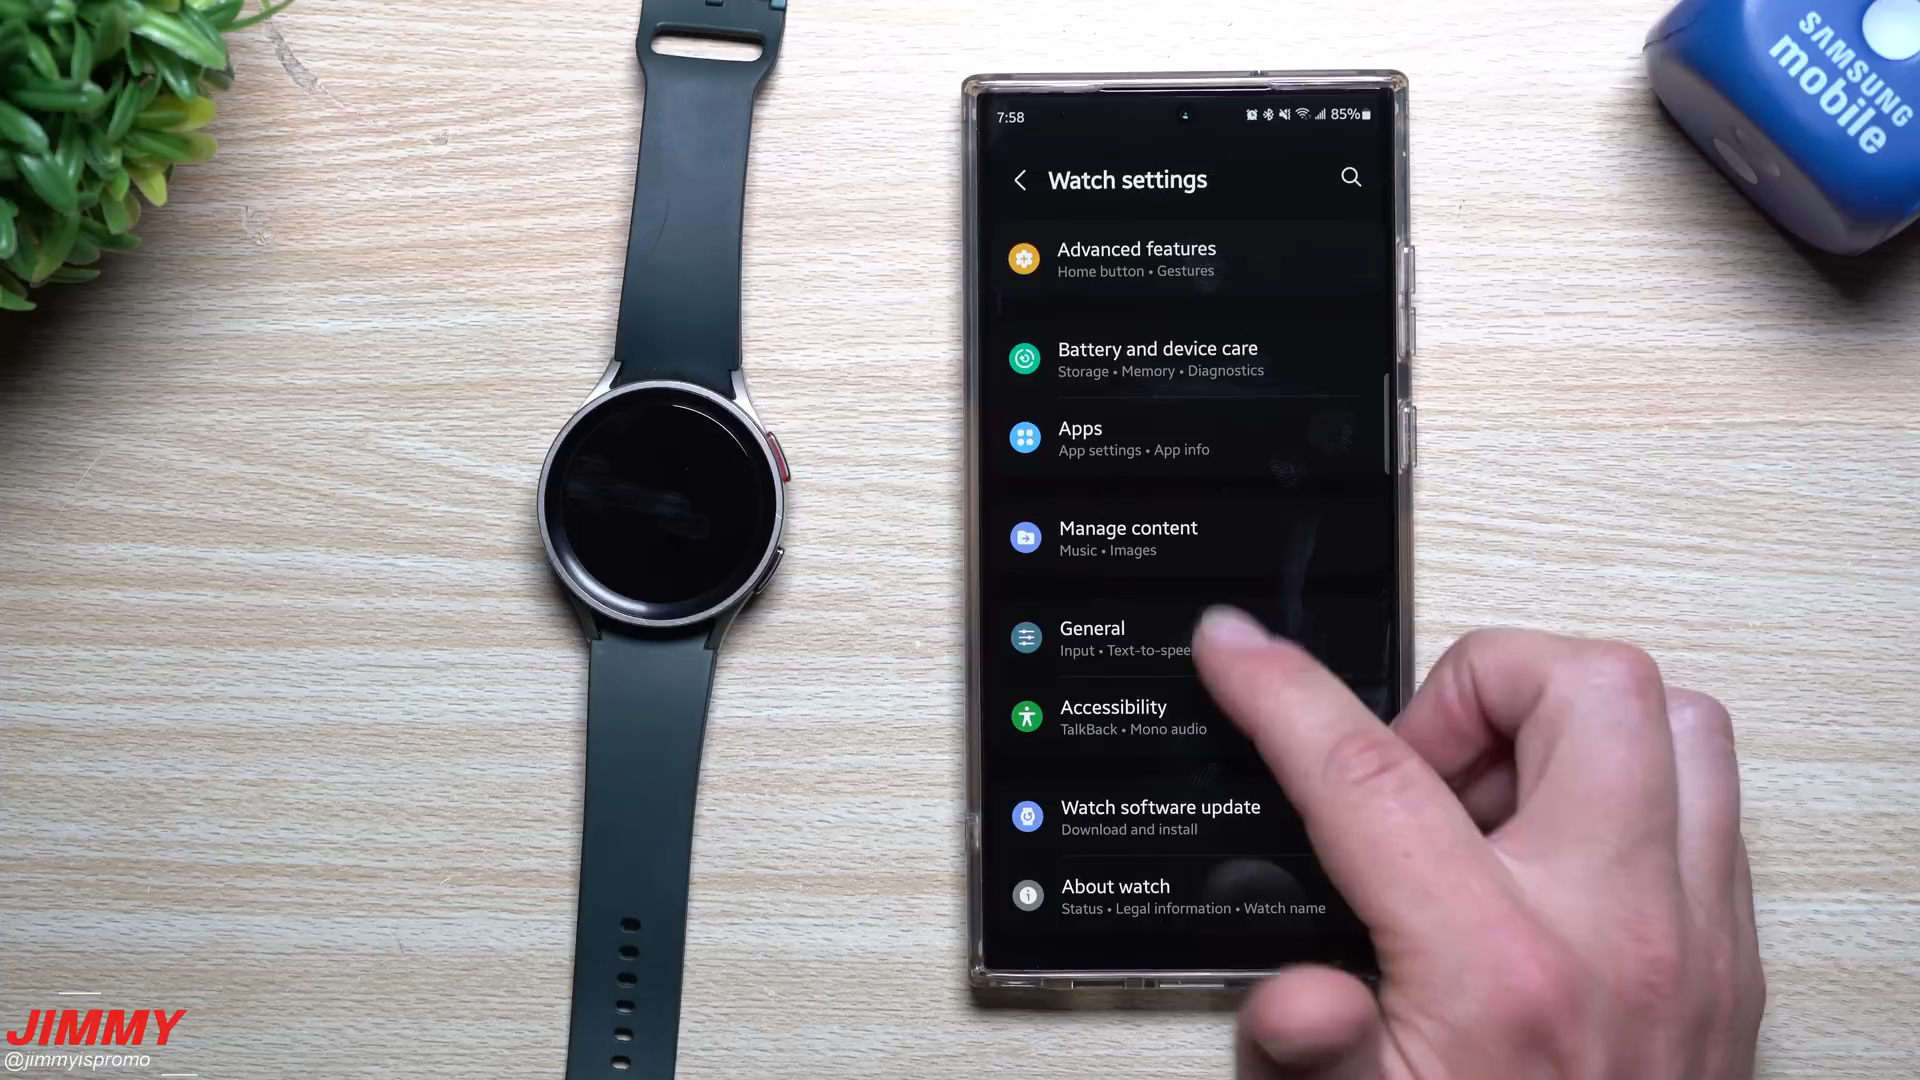 SAMSUNG
mobile
7:58
85%
Watch settings
Advanced features
Home button • Gestures
Battery and device care
Storage • Memory • Diagnostics
Apps
App settings • App info
Manage content
Music • Images
General
Input • Text-to-spee
Accessibility
TalkBack • Mono audio
Watch software update
Download and install
About watch
Status • Legal information • Watch name
JIMMY
@jimmyispromo